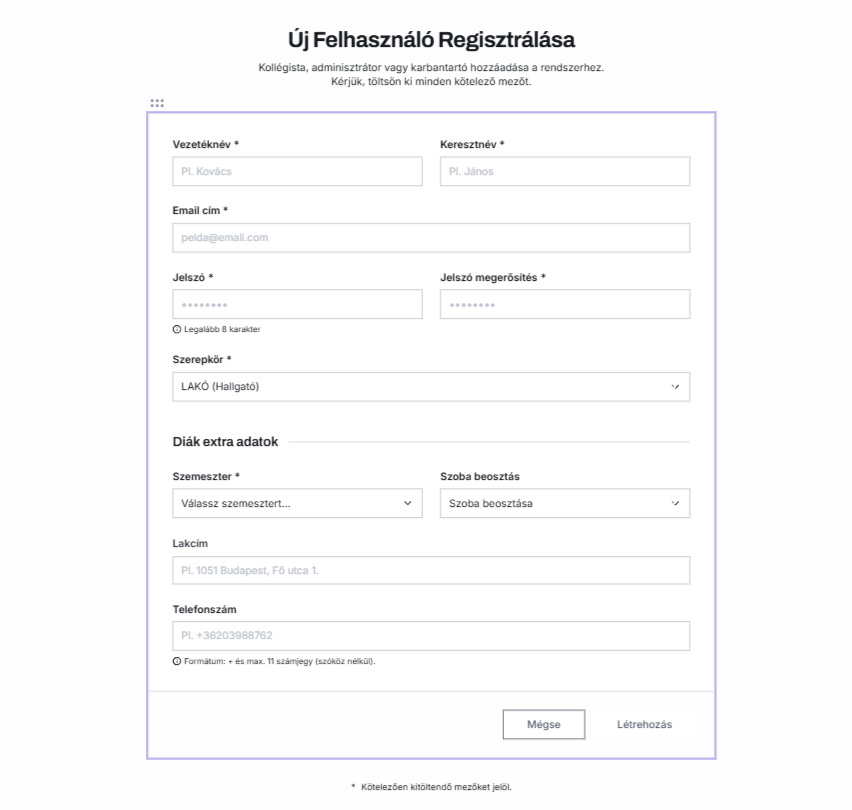 Új Felhasználó Regisztrálása
Kollégista, adminisztrátor vagy karbantartó hozzáadása a rendszerhez.
Kérjük, töltsön ki minden kötelező mezőt.
Vezetéknév * Keresztnév *
Pl. Kovács Pl. János
Email cím *
pelda@email.com
Jelszó * Jelszó megerősítés *
•••••••• ••••••••
Legalább 8 karakter
Szerepkör *
LAKÓ (Hallgató)
Diák extra adatok
Szemeszter * Szoba beosztás
Válassz szemesztert... Szoba beosztása
Lakcím
Pl. 1051 Budapest, Fő utca 1.
Telefonszám
Pl. +36203988762
Formátum: + és max. 11 számjegy (szóköz nélkül).
Mégse Létrehozás
* Kötelezően kitöltendő mezőket jelöl.